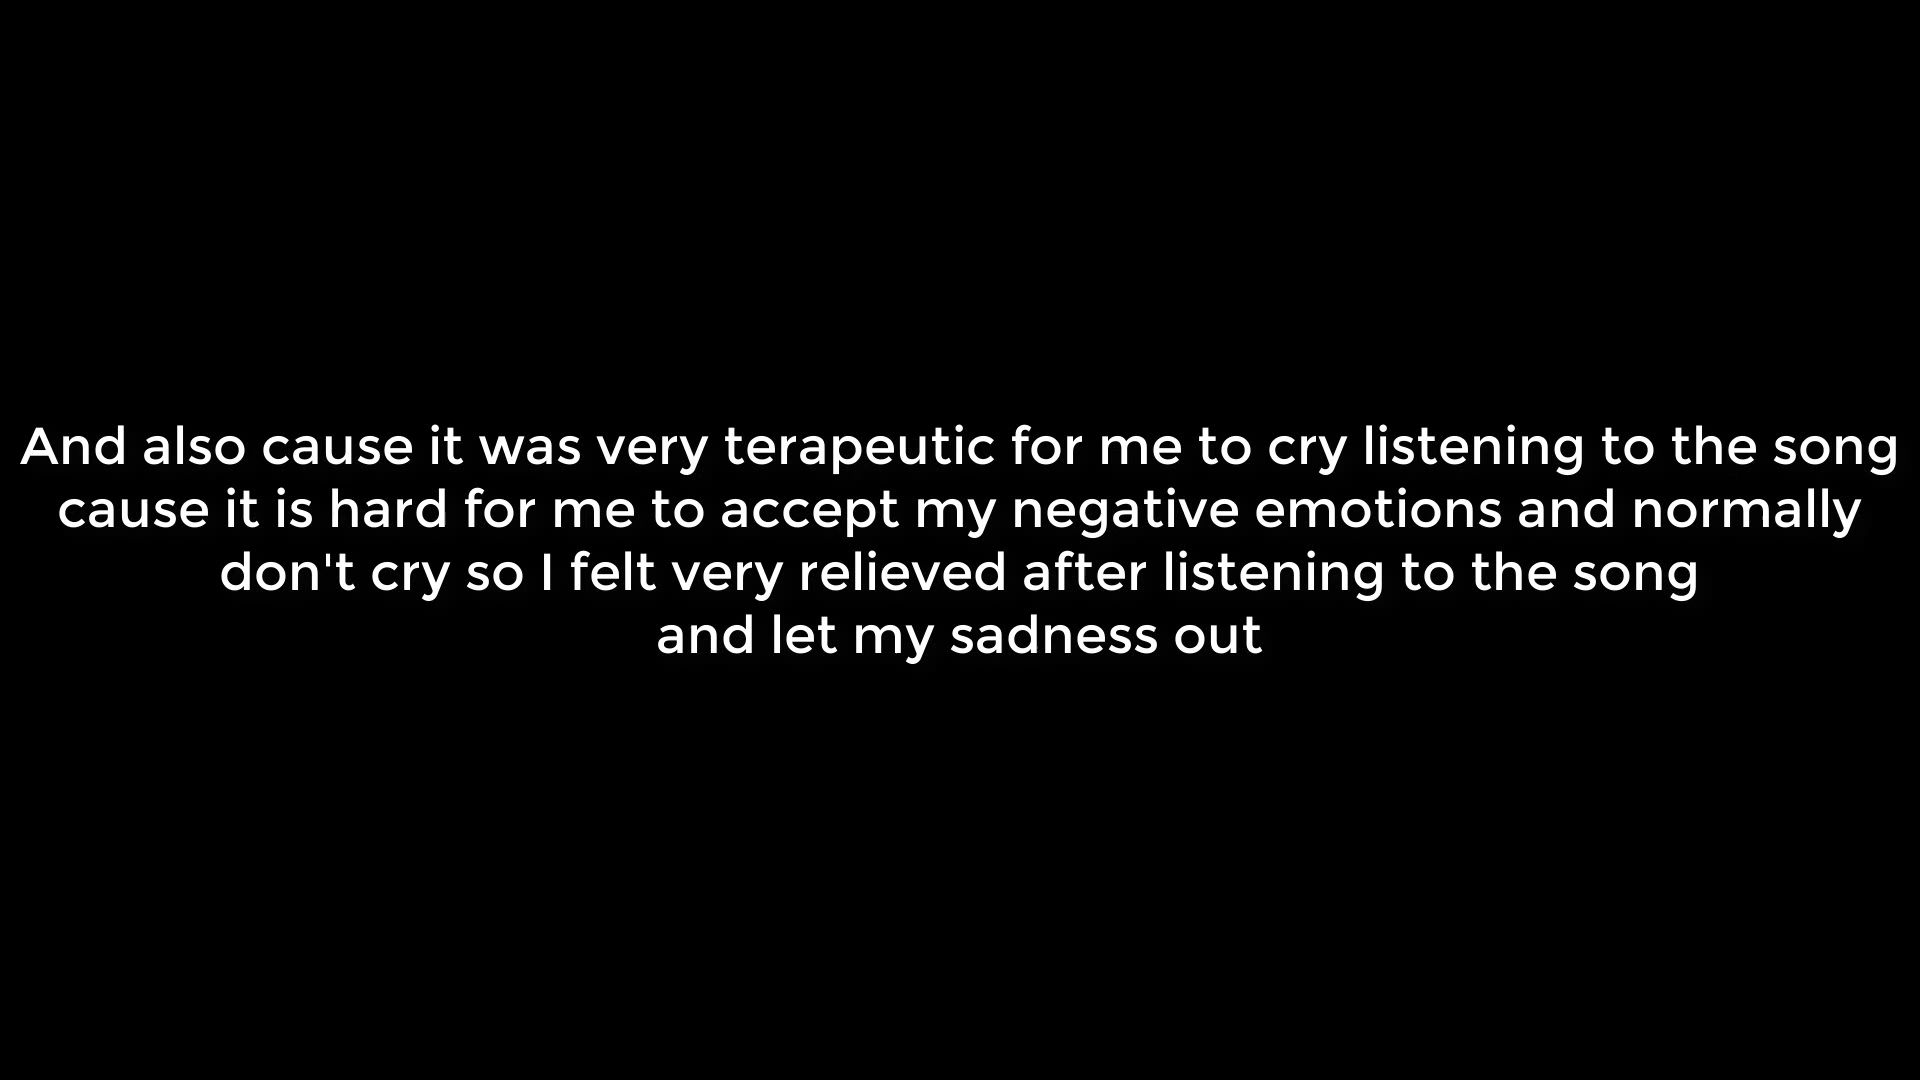 And also cause it was very terapeutic for me to cry listening to the song
cause it is hard for me to accept my negative emotions and normally
don't cry so I felt very relieved after listening to the song
and let my sadness out